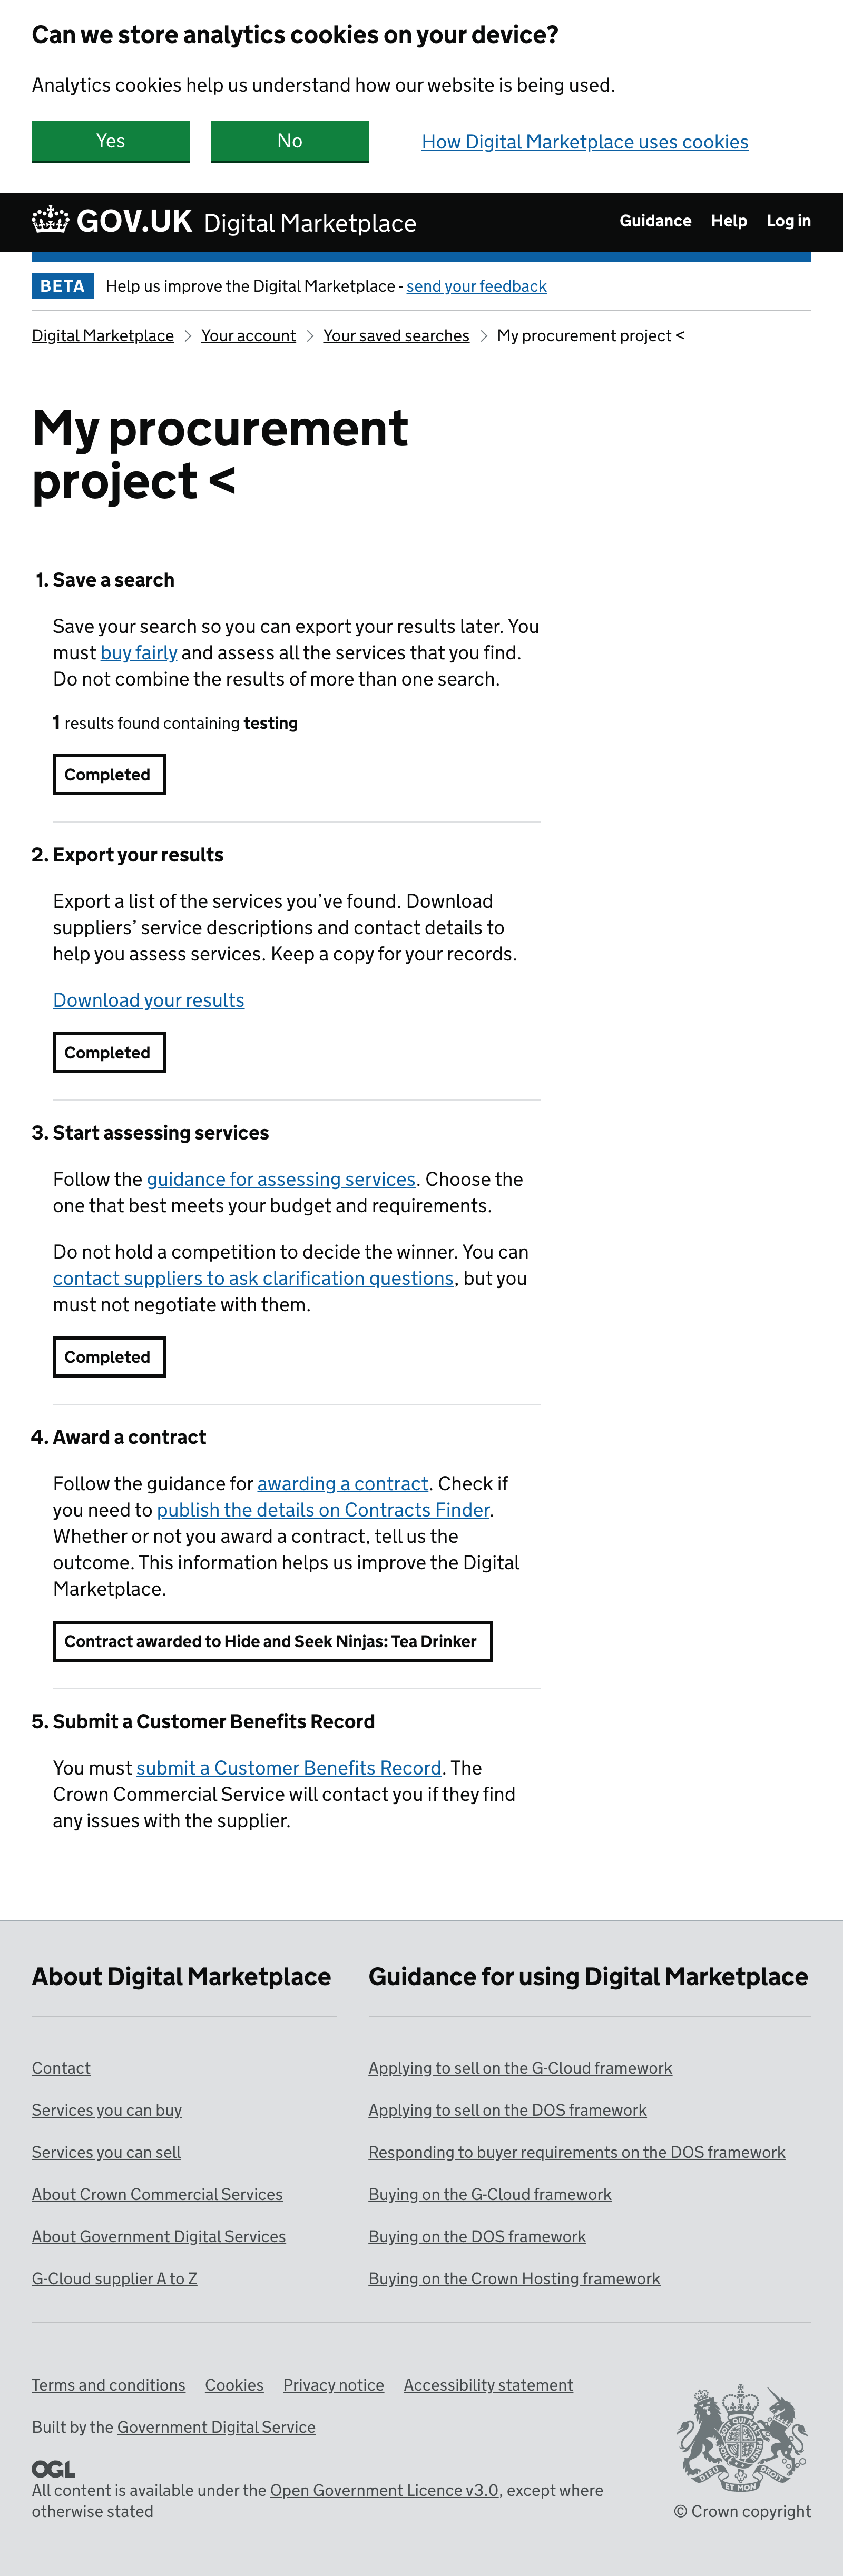 Can we store analytics cookies on your device?
Analytics cookies help us understand how our website is being used.
Yes No How Digital Marketplace uses cookies
GOV.UK Digital Marketplace Guidance Help Log in
BETA Help us improve the Digital Marketplace - send your feedback
Digital Marketplace Your account Your saved searches My procurement project <
My procurement
project <
1. Save a search
Save your search so you can export your results later. You
must buy fairly and assess all the services that you find.
Do not combine the results of more than one search.
1 results found containing testing
Completed
2. Export your results
Export a list of the services you’ve found. Download
suppliers’ service descriptions and contact details to
help you assess services. Keep a copy for your records.
Download your results
Completed
3. Start assessing services
Follow the guidance for assessing services. Choose the
one that best meets your budget and requirements.
Do not hold a competition to decide the winner. You can
contact suppliers to ask clarification questions, but you
must not negotiate with them.
Completed
4. Award a contract
Follow the guidance for awarding a contract. Check if
you need to publish the details on Contracts Finder.
Whether or not you award a contract, tell us the
outcome. This information helps us improve the Digital
Marketplace.
Contract awarded to Hide and Seek Ninjas: Tea Drinker
5. Submit a Customer Benefits Record
You must submit a Customer Benefits Record. The
Crown Commercial Service will contact you if they find
any issues with the supplier.
About Digital Marketplace
Contact
Services you can buy
Services you can sell
About Crown Commercial Services
About Government Digital Services
G-Cloud supplier A to Z
Guidance for using Digital Marketplace
Applying to sell on the G-Cloud framework
Applying to sell on the DOS framework
Responding to buyer requirements on the DOS framework
Buying on the G-Cloud framework
Buying on the DOS framework
Buying on the Crown Hosting framework
Terms and conditions Cookies Privacy notice Accessibility statement
Built by the Government Digital Service
OGL
All content is available under the Open Government Licence v3.0, except where
otherwise stated
DIEU ET MON DROIT
© Crown copyright